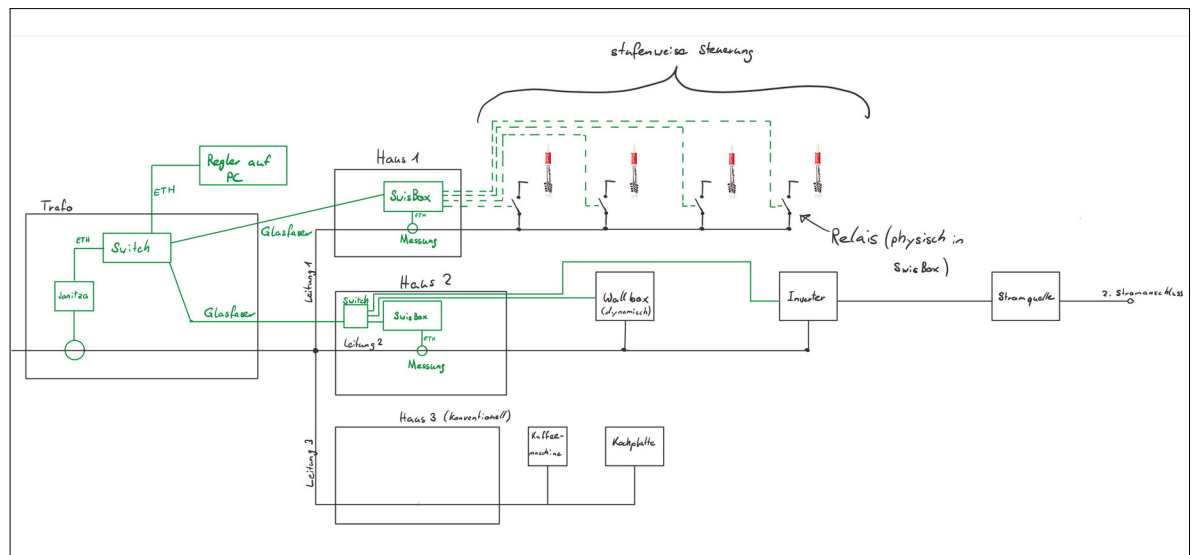 stufenweise Steuerung
Regler auf
PC
ETH
Trafo
ETH
Switch
Janitza
Glasfaser
Glasfaser
Haus 1
SwisBox
ETH
Messung
Relais (physisch in
SwisBox)
Leitung 1
Haus 2
Switch
SwisBox
ETH
Leitung 2
Messung
Wallbox
(dynamisch)
Inverter
Stromquelle
2. Stromanschluss
Haus 3 (konventionell)
Leitung 3
Kaffee-
maschine
Kochplatte